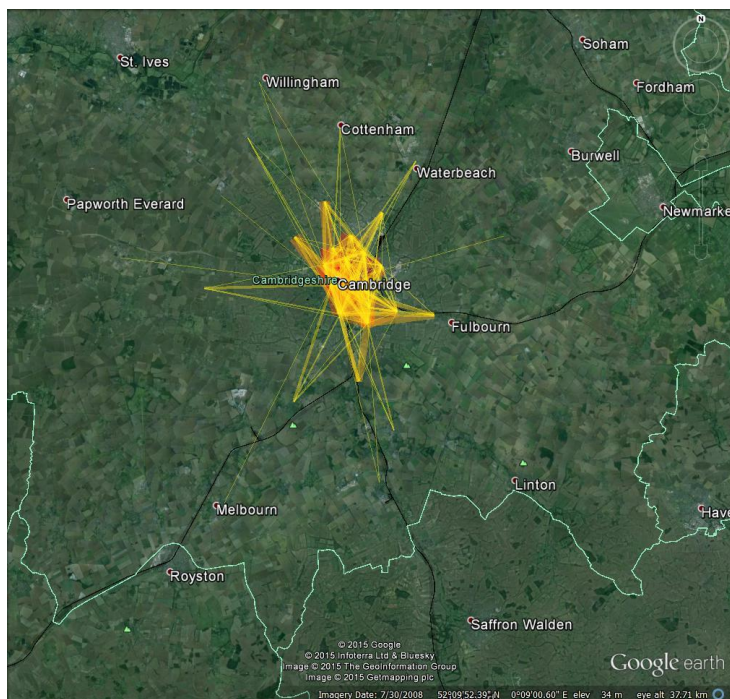 N
Soham
St. Ives
Willingham
Fordham
Cottenham
Burwell
Waterbeach
Papworth Everard
Newmarke
Cambridgeshire
Cambridge
Fulbourn
Linton
Melbourn
Have
Royston
Saffron Walden
© 2015 Google
© 2015 Infoterra Ltd & Bluesky
Image © 2015 The GeoInformation Group
Image © 2015 Getmapping plc
Google earth
Imagery Date: 7/30/2008 52°09'52.39" N 0°09'00.60" E elev 34 m eye alt 37.71 km